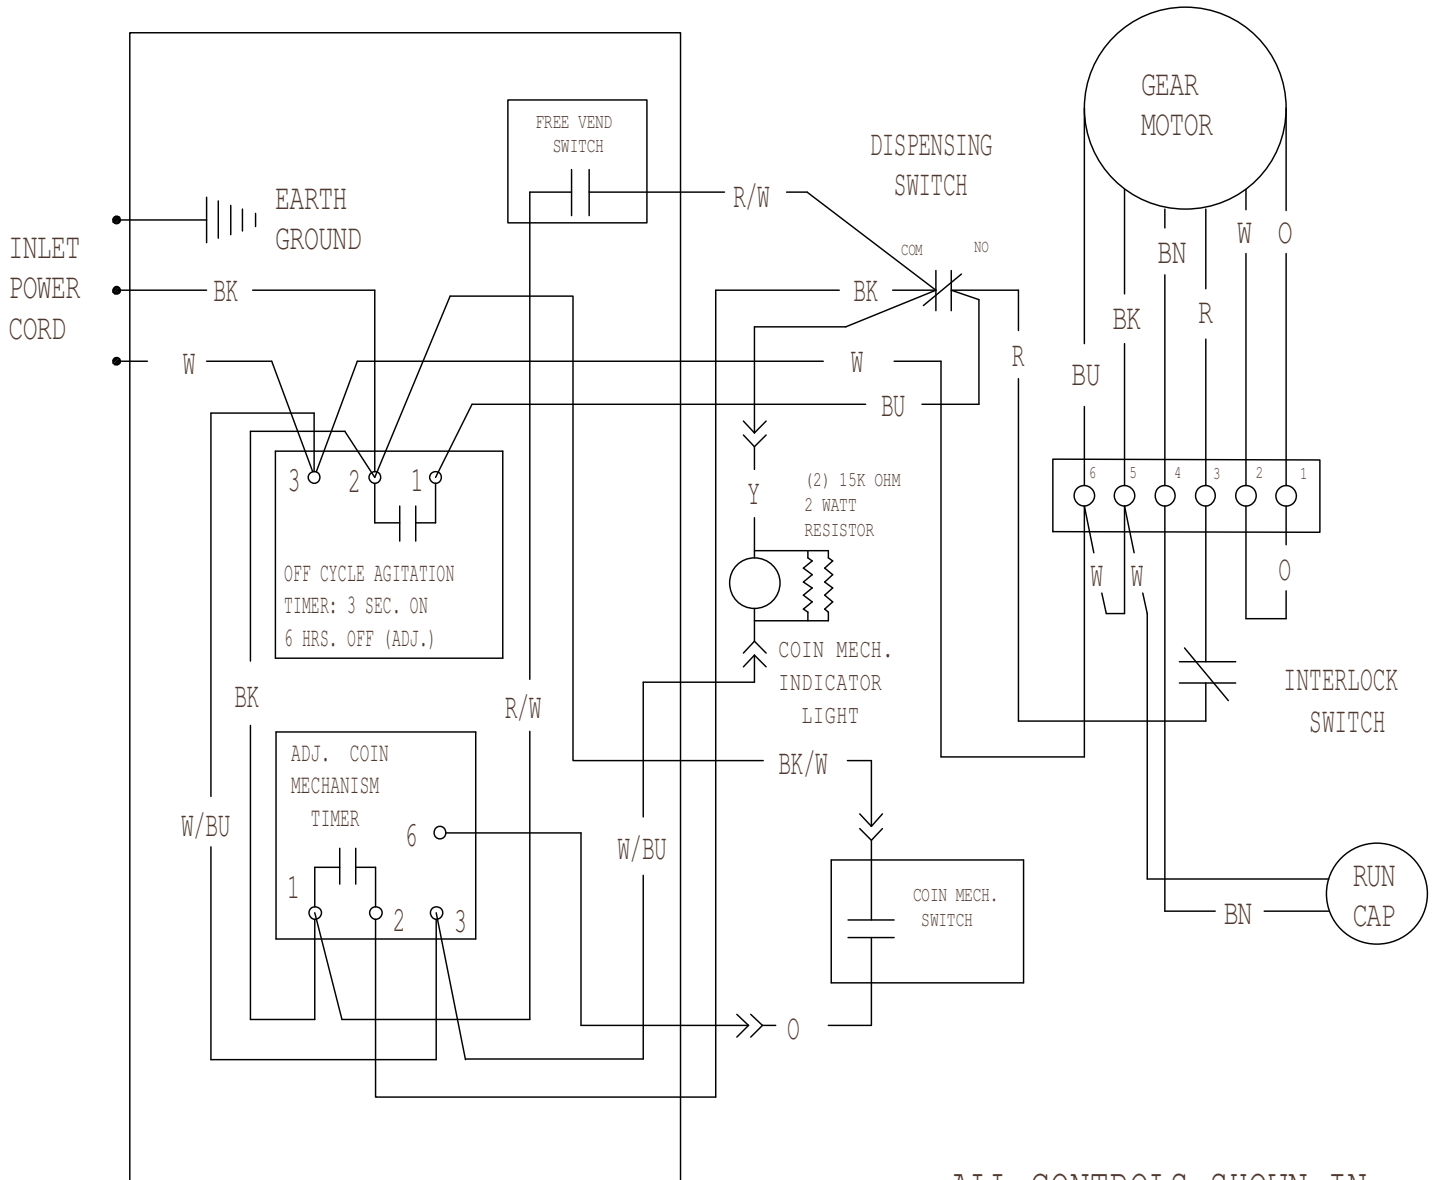 GEAR
MOTOR
FREE VEND
SWITCH
DISPENSING
SWITCH
EARTH
GROUND
R/W
INLET
POWER
CORD
COM
NO
W
O
BN
BK
BK
BK
R
W
W
R
BU
BU
3
2
1
6
5
4
3
2
1
Y
(2) 15K OHM
2 WATT
RESISTOR
OFF CYCLE AGITATION
TIMER: 3 SEC. ON
6 HRS. OFF (ADJ.)
W
W
O
COIN MECH.
INDICATOR
LIGHT
INTERLOCK
SWITCH
BK
R/W
ADJ. COIN
MECHANISM
TIMER
BK/W
W/BU
6
W/BU
1
2
3
COIN MECH.
SWITCH
RUN
CAP
BN
O